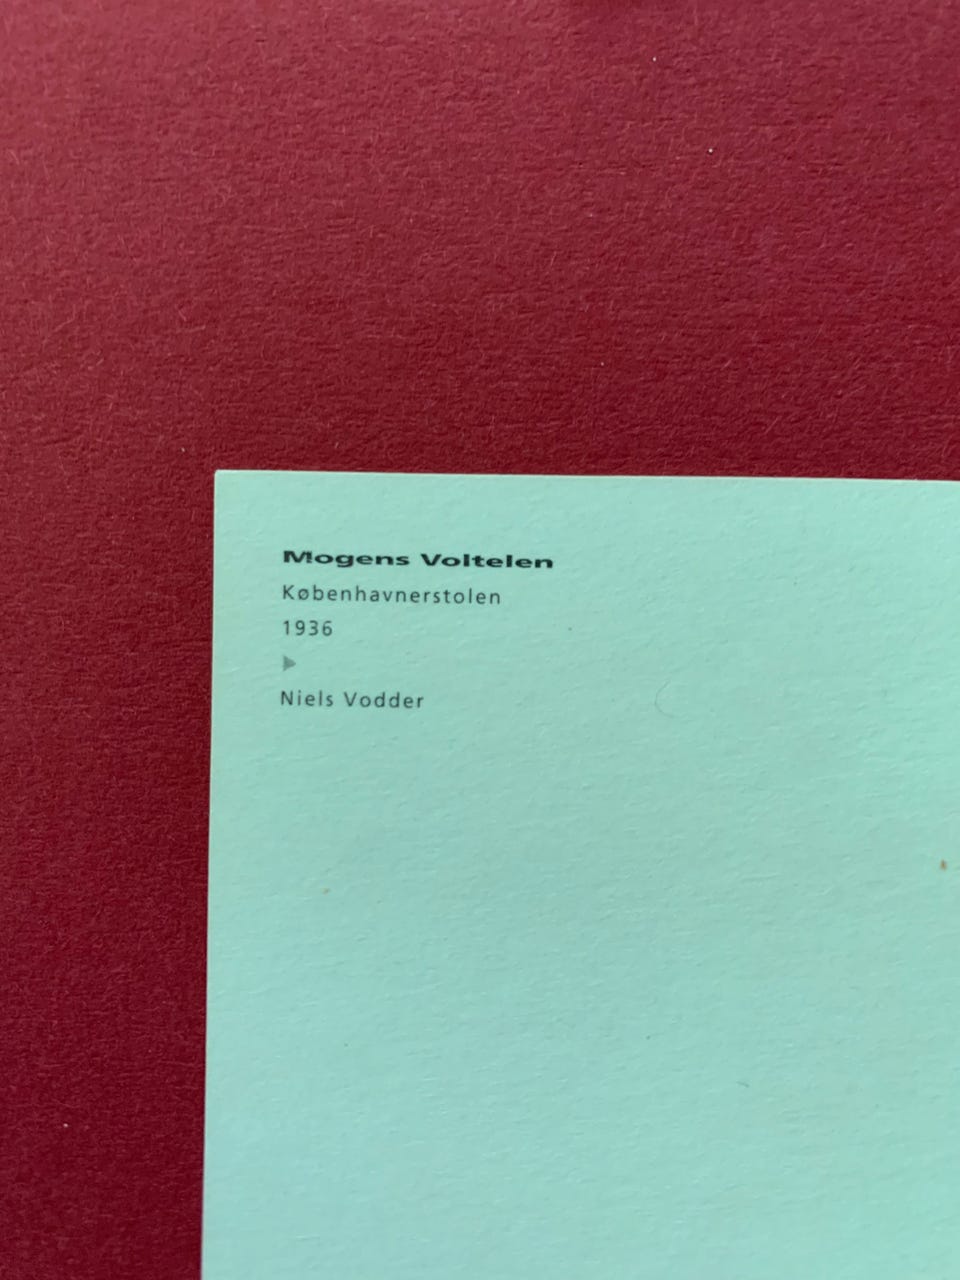 Mogens Voltelen
Københavnerstolen
1936
Niels Vodder